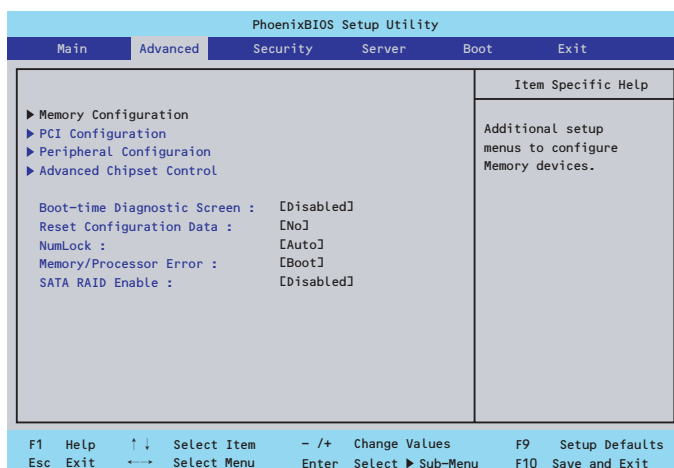 PhoenixBIOS Setup Utility
Main Advanced Security Server Boot Exit
Item Specific Help
▶ Memory Configuration
▶ PCI Configuration
▶ Peripheral Configuraion
▶ Advanced Chipset Control
Additional setup
menus to configure
Memory devices.
Boot-time Diagnostic Screen : [Disabled]
Reset Configuration Data : [No]
NumLock : [Auto]
Memory/Processor Error : [Boot]
SATA RAID Enable : [Disabled]
F1 Help ↑↓ Select Item - /+ Change Values F9 Setup Defaults
Esc Exit ←→ Select Menu Enter Select ▶ Sub-Menu F10 Save and Exit